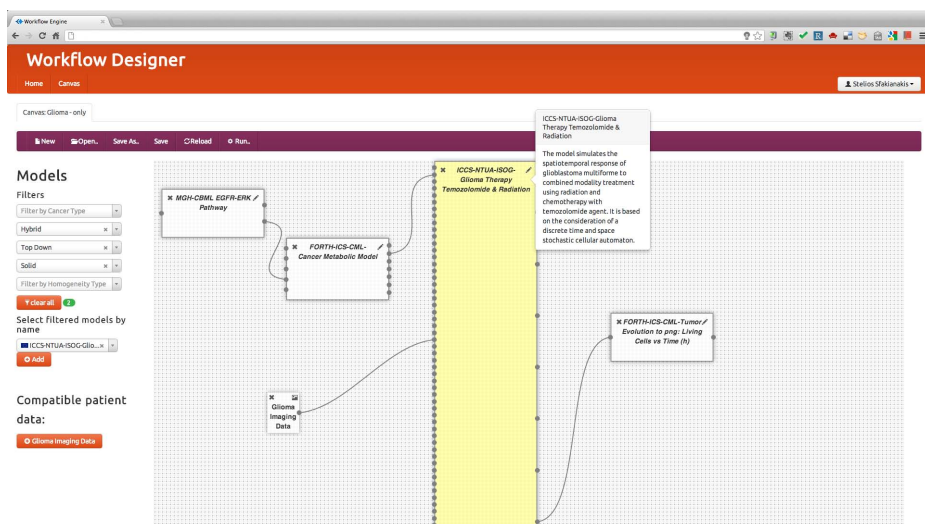 Workflow Engine
Workflow Designer
Home Canvas
Stelios Sfakianakis
Canvas: Glioma - only
New Open.. Save As.. Save Reload Run..
Models
Filters
Filter by Cancer Type
Hybrid
Top Down
Solid
Filter by Homogeneity Type
clear all 2
Select filtered models by
name
ICCS-NTUA-ISOG-Glio...
Add
Compatible patient
data:
Glioma Imaging Data
MGH-CBML EGFR-ERK
Pathway
FORTH-ICS-CML-
Cancer Metabolic Model
Glioma
Imaging
Data
ICCS-NTUA-ISOG-
Glioma Therapy
Temozolomide & Radiation
ICCS-NTUA-ISOG-Glioma
Therapy Temozolomide &
Radiation
The model simulates the
spatiotemporal response of
glioblastoma multiforme to
combined modality treatment
using radiation and
chemotherapy with
temozolomide agent. It is based
on the consideration of a
discrete time and space
stochastic cellular automaton.
FORTH-ICS-CML-Tumor
Evolution to png: Living
Cells vs Time (h)